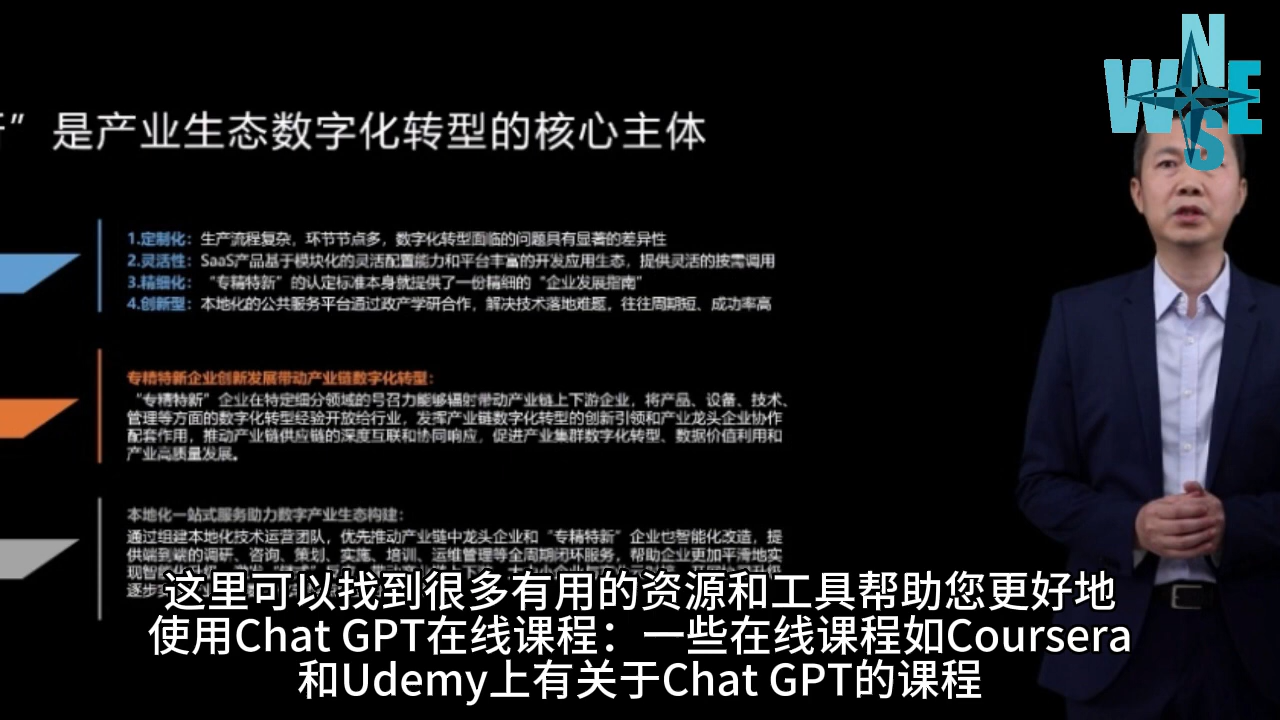 N
W E
S
”是产业生态数字化转型的核心主体
1.定制化：生产流程复杂，环节节点多，数字化转型面临的问题具有显著的差异性
2.灵活性：SaaS产品基于模块化的灵活配置能力和平台丰富的开发应用生态，提供灵活的按需调用
3.精细化：“专精特新”的认定标准本身就提供了一份精细的“企业发展指南”
4.创新型：本地化的公共服务平台通过政产学研合作，解决技术落地难题，往往周期短、成功率高
专精特新企业创新发展带动产业链数字化转型：
“专精特新”企业在特定细分领域的号召力能够辐射带动产业链上下游企业，将产品、设备、技术、
管理等方面的数字化转型经验开放给行业，发挥产业链数字化转型的创新引领和产业龙头企业协作
配套作用，推动产业链供应链的深度互联和协同响应，促进产业集群数字化转型、数据价值利用和
产业高质量发展。
本地化一站式服务助力数字产业生态构建：
通过组建本地化技术运营团队，优先推动产业链中龙头企业和“专精特新”企业也智能化改造，提
供端到端的调研、咨询、策划、实施、培训、运维管理等全周期闭环服务，帮助企业更加平滑地实
现智能化
逐步
这里可以找到很多有用的资源和工具帮助您更好地
使用Chat GPT在线课程：一些在线课程如Coursera
和Udemy上有关于Chat GPT的课程